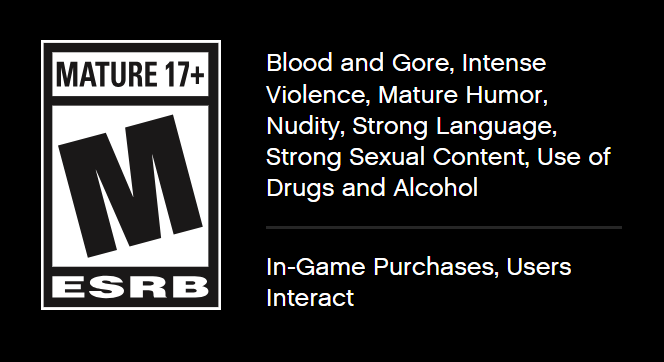 MATURE 17+
M
ESRB
Blood and Gore, Intense
Violence, Mature Humor,
Nudity, Strong Language,
Strong Sexual Content, Use of
Drugs and Alcohol
In-Game Purchases, Users
Interact